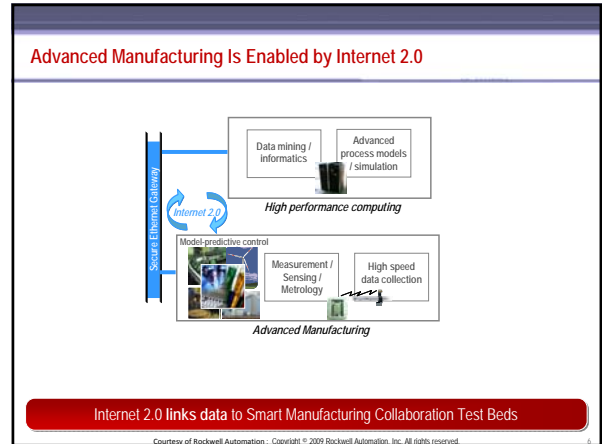 Advanced Manufacturing Is Enabled by Internet 2.0
Secure Ethernet Gateway
Data mining /
informatics
Advanced
process models
/ simulation
High performance computing
Internet 2.0
Model-predictive control
Measurement /
Sensing /
Metrology
High speed
data collection
Advanced Manufacturing
Internet 2.0 links data to Smart Manufacturing Collaboration Test Beds
Courtesy of Rockwell Automation : Copyright © 2009 Rockwell Automation, Inc. All rights reserved.
6